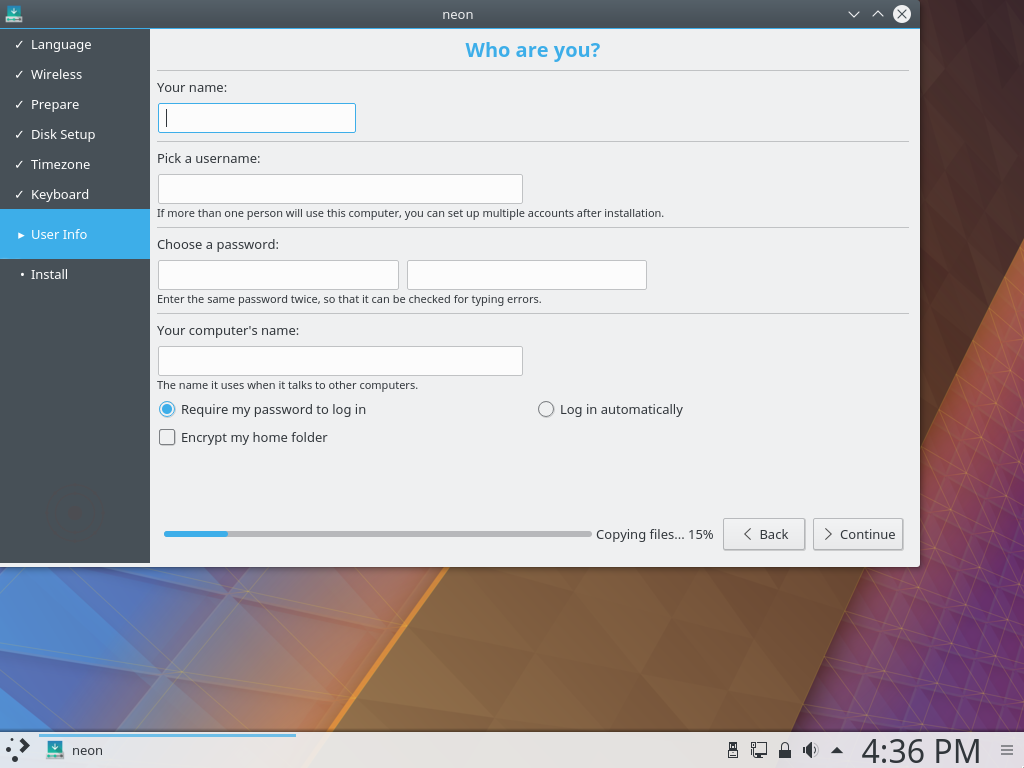 neon
✓ Language
✓ Wireless
✓ Prepare
✓ Disk Setup
✓ Timezone
✓ Keyboard
▸ User Info
• Install
Who are you?
Your name:
Pick a username:
If more than one person will use this computer, you can set up multiple accounts after installation.
Choose a password:
Enter the same password twice, so that it can be checked for typing errors.
Your computer's name:
The name it uses when it talks to other computers.
Require my password to log in
Log in automatically
Encrypt my home folder
Copying files... 15%
Back
Continue
neon
4:36 PM